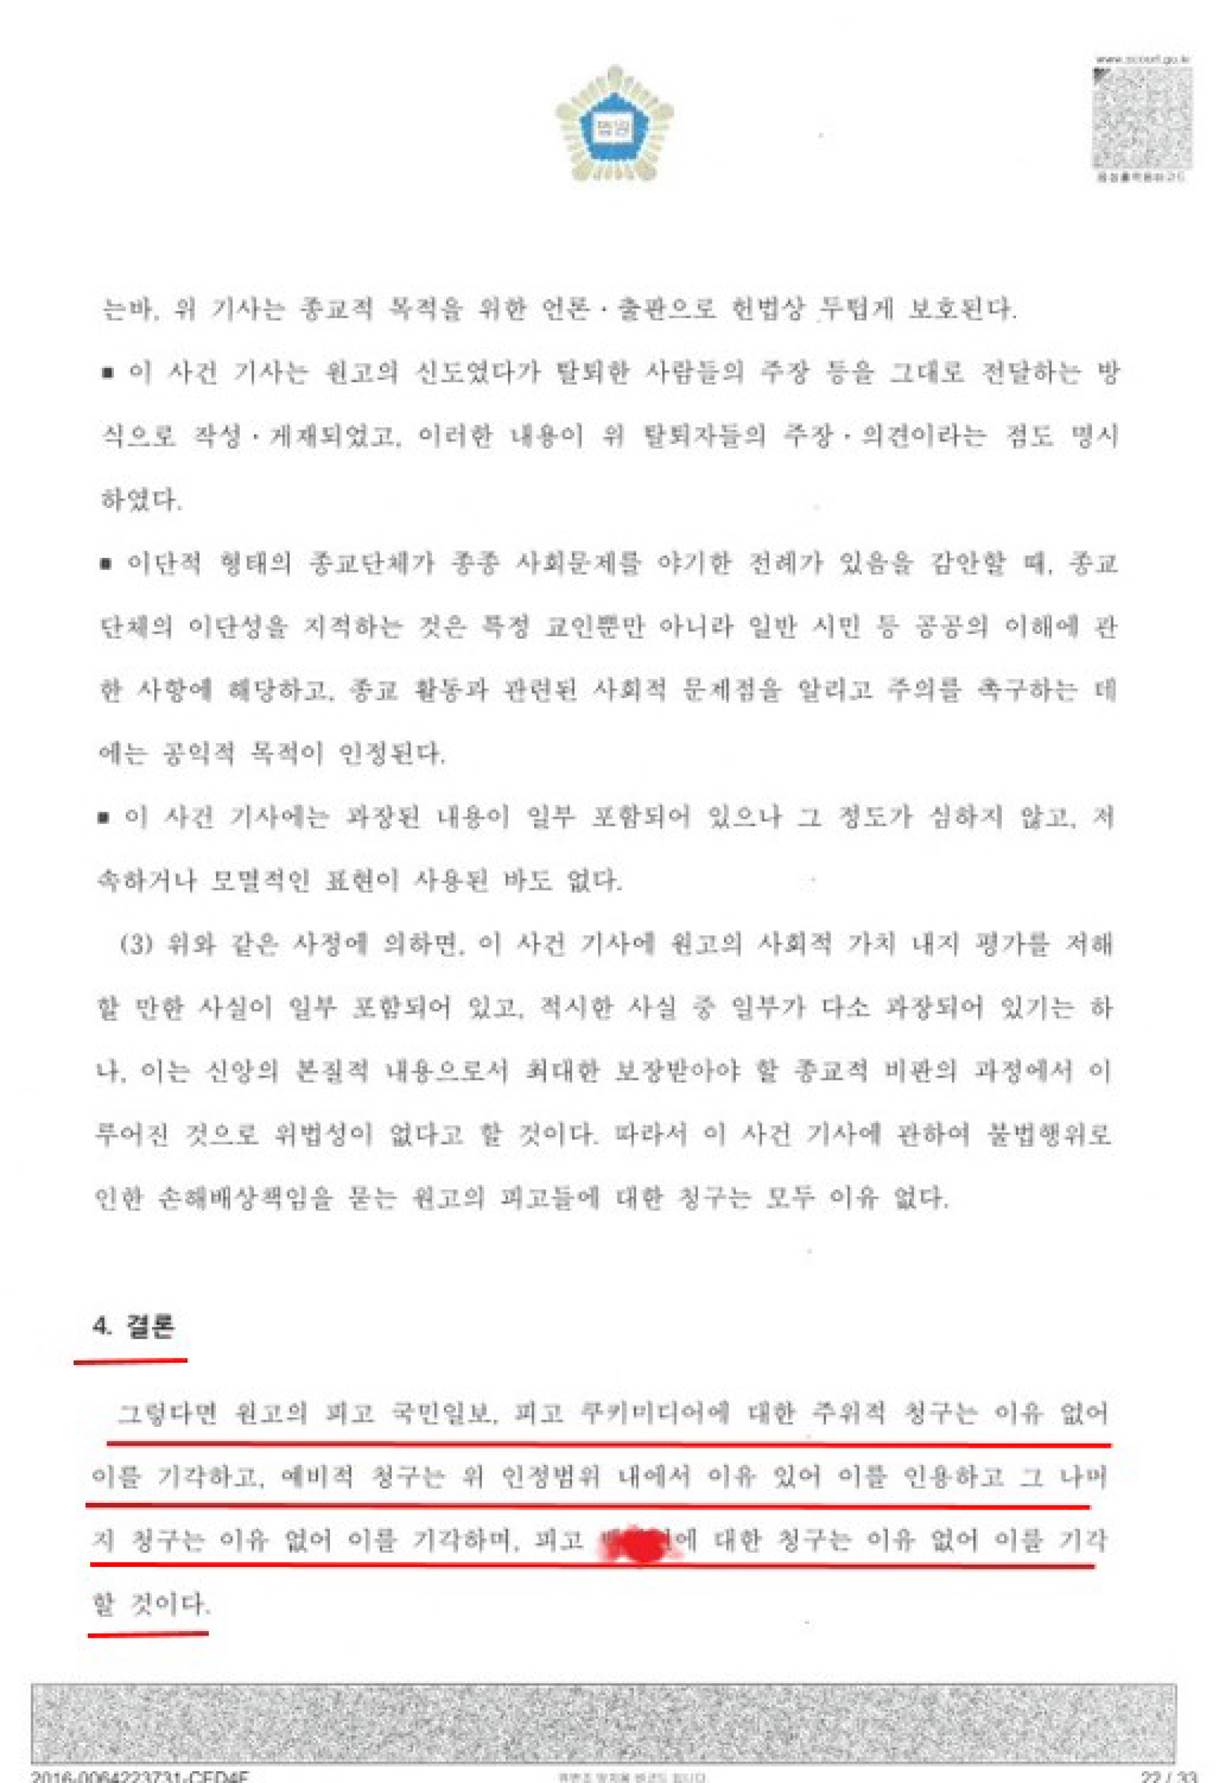 www.scourt.go.kr
법원
음성출력용바코드
는바, 위 기사는 종교적 목적을 위한 언론·출판으로 헌법상 두텁게 보호된다.
■ 이 사건 기사는 원고의 신도였다가 탈퇴한 사람들의 주장 등을 그대로 전달하는 방
식으로 작성·게재되었고, 이러한 내용이 위 탈퇴자들의 주장·의견이라는 점도 명시
하였다.
■ 이단적 형태의 종교단체가 종종 사회문제를 야기한 전례가 있음을 감안할 때, 종교
단체의 이단성을 지적하는 것은 특정 교인뿐만 아니라 일반 시민 등 공공의 이해에 관
한 사항에 해당하고, 종교 활동과 관련된 사회적 문제점을 알리고 주의를 촉구하는 데
에는 공익적 목적이 인정된다.
■ 이 사건 기사에는 과장된 내용이 일부 포함되어 있으나 그 정도가 심하지 않고, 저
속하거나 모멸적인 표현이 사용된 바도 없다.
(3) 위와 같은 사정에 의하면, 이 사건 기사에 원고의 사회적 가치 내지 평가를 저해
할 만한 사실이 일부 포함되어 있고, 적시한 사실 중 일부가 다소 과장되어 있기는 하
나, 이는 신앙의 본질적 내용으로서 최대한 보장받아야 할 종교적 비판의 과정에서 이
루어진 것으로 위법성이 없다고 할 것이다. 따라서 이 사건 기사에 관하여 불법행위로
인한 손해배상책임을 묻는 원고의 피고들에 대한 청구는 모두 이유 없다.
4. 결론
그렇다면 원고의 피고 국민일보, 피고 쿠키미디어에 대한 주위적 청구는 이유 없어
이를 기각하고, 예비적 청구는 위 인정범위 내에서 이유 있어 이를 인용하고 그 나머
지 청구는 이유 없어 이를 기각하며, 피고 에 대한 청구는 이유 없어 이를 기각
할 것이다.
2016-0064223731-CED4F
위변조 방지용 바코드 입니다.
22 / 33